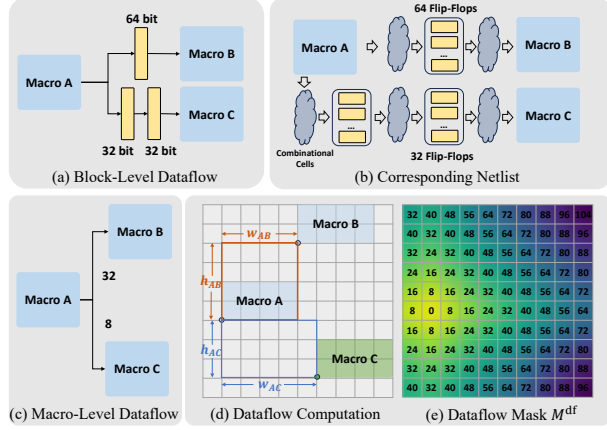 64 bit
Macro A
Macro B
Macro C
32 bit 32 bit
(a) Block-Level Dataflow
64 Flip-Flops
Macro A
Macro B
...
Macro C
...
...
Combinational
Cells
32 Flip-Flops
(b) Corresponding Netlist
Macro B
32
Macro A
8
Macro C
(c) Macro-Level Dataflow
w_AB
Macro B
h_AB
Macro A
h_AC
Macro C
w_AC
(d) Dataflow Computation
32 40 48 56 64 72 80 88 96 104
40 32 40 48 56 64 72 80 88 96
32 24 32 40 48 56 64 72 80 88
24 16 24 32 40 48 56 64 72 80
16 8 16 24 32 40 48 56 64 72
8 0 8 16 24 32 40 48 56 64
16 8 16 24 32 40 48 56 64 72
24 16 24 32 40 48 56 64 72 80
32 24 32 40 48 56 64 72 80 88
40 32 40 48 56 64 72 80 88 96
(e) Dataflow Mask M^df